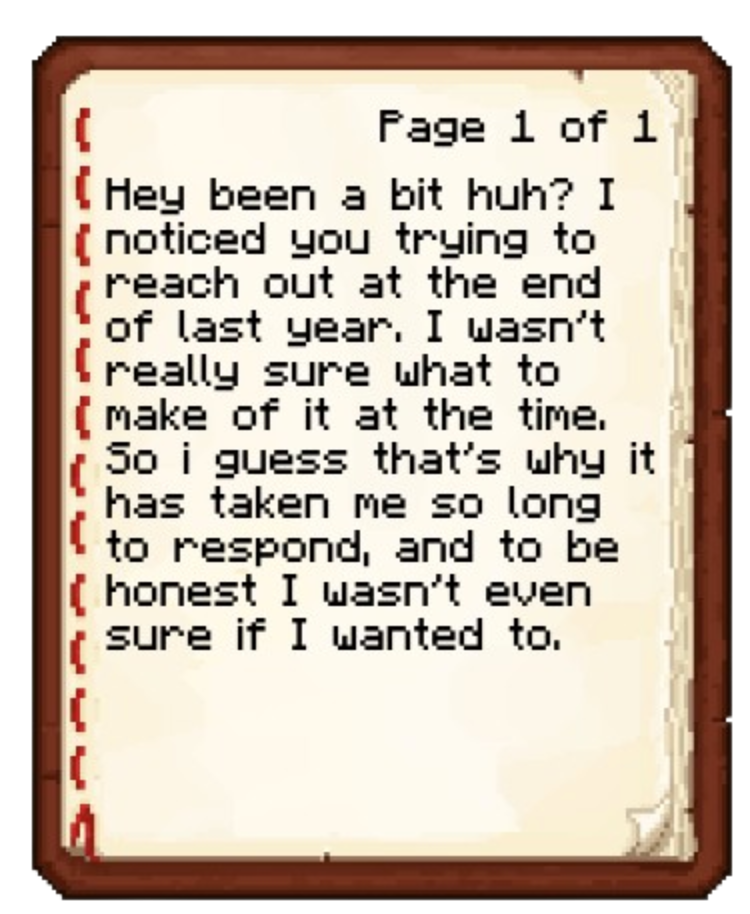 Page 1 of 1
Hey been a bit huh? I
noticed you trying to
reach out at the end
of last year. I wasn't
really sure what to
make of it at the time.
So i guess that's why it
has taken me so long
to respond, and to be
honest I wasn't even
sure if I wanted to.